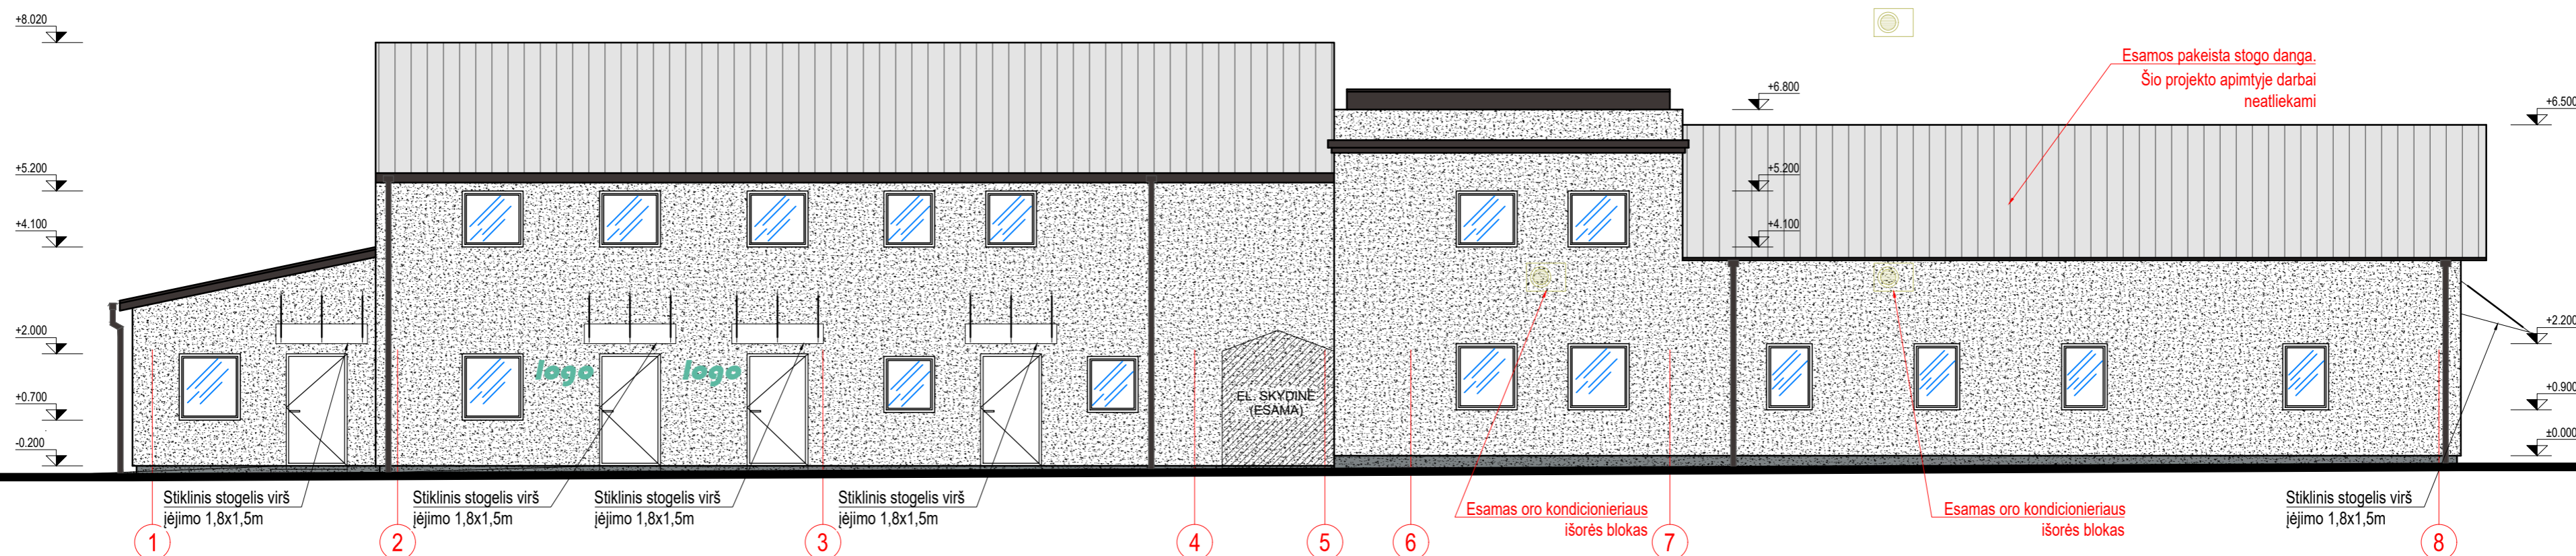 +8.020
+5.200
+4.100
+2.000
+0.700
-0.200
Esamos pakeista stogo danga.
Šio projekto apimtyje darbai
neatliekami
+6.800
+5.200
+4.100
+6.500
+2.200
+0.900
±0.000
logo
logo
EL. SKYDINĖ
(ESAMA)
Stiklinis stogelis virš
įėjimo 1,8x1,5m
Stiklinis stogelis virš
įėjimo 1,8x1,5m
Stiklinis stogelis virš
įėjimo 1,8x1,5m
Stiklinis stogelis virš
įėjimo 1,8x1,5m
Esamas oro kondicionieriaus
išorės blokas
Esamas oro kondicionieriaus
išorės blokas
Stiklinis stogelis virš
įėjimo 1,8x1,5m
1
2
3
4
5
6
7
8